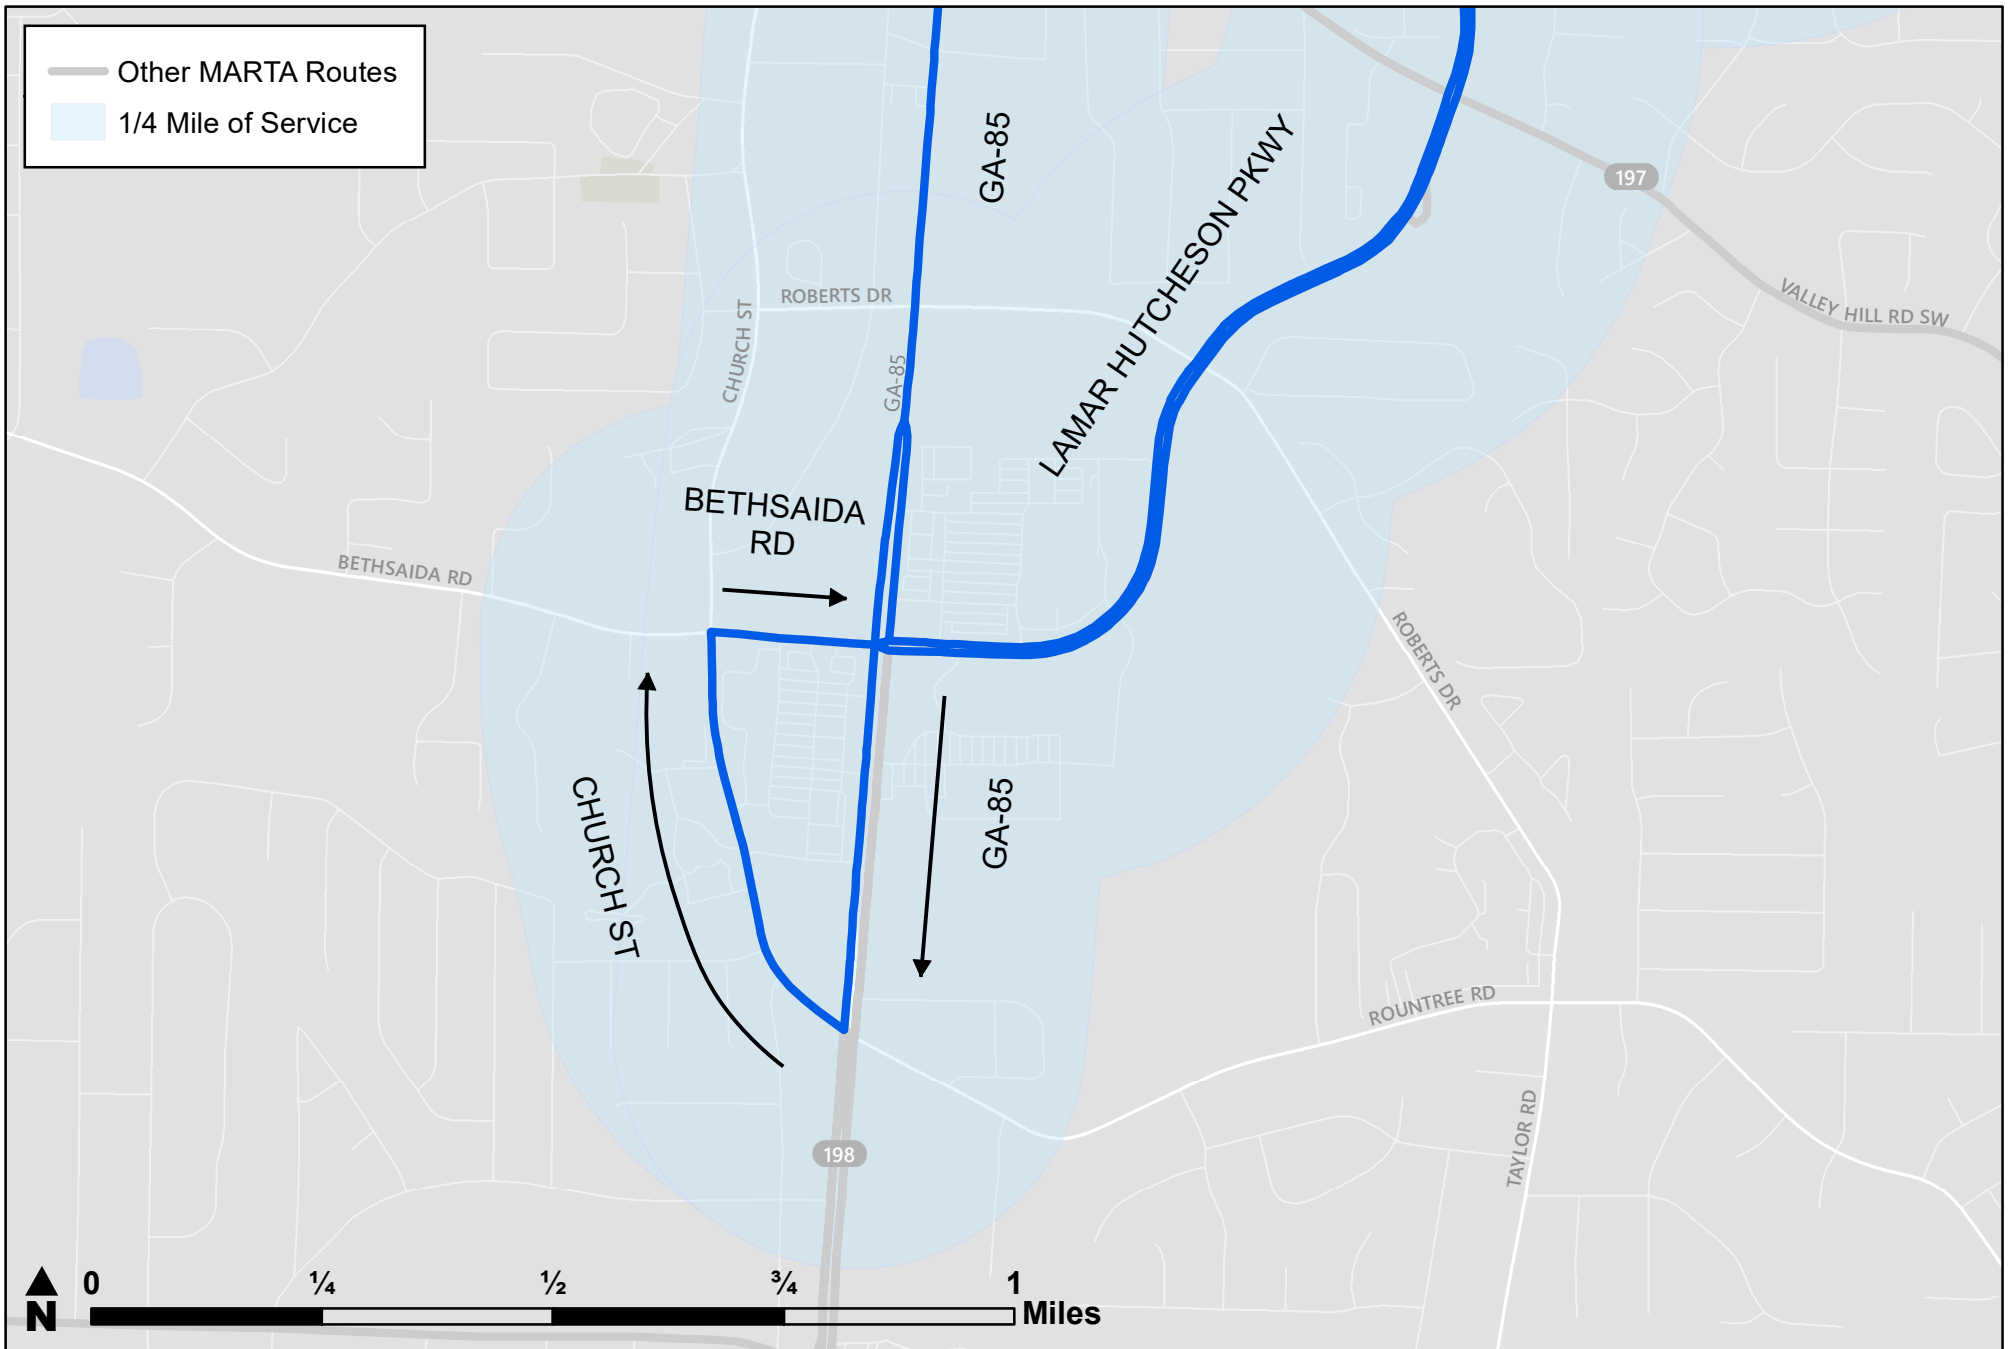 Other MARTA Routes
1/4 Mile of Service
GA-85
LAMAR HUTCHESON PKWY
197
VALLEY HILL RD SW
ROBERTS DR
CHURCH ST
GA-85
BETHSAIDA
RD
BETHSAIDA RD
ROBERTS DR
CHURCH ST
GA-85
ROUNTREE RD
TAYLOR RD
198
N
0 ¼ ½ ¾ 1
Miles